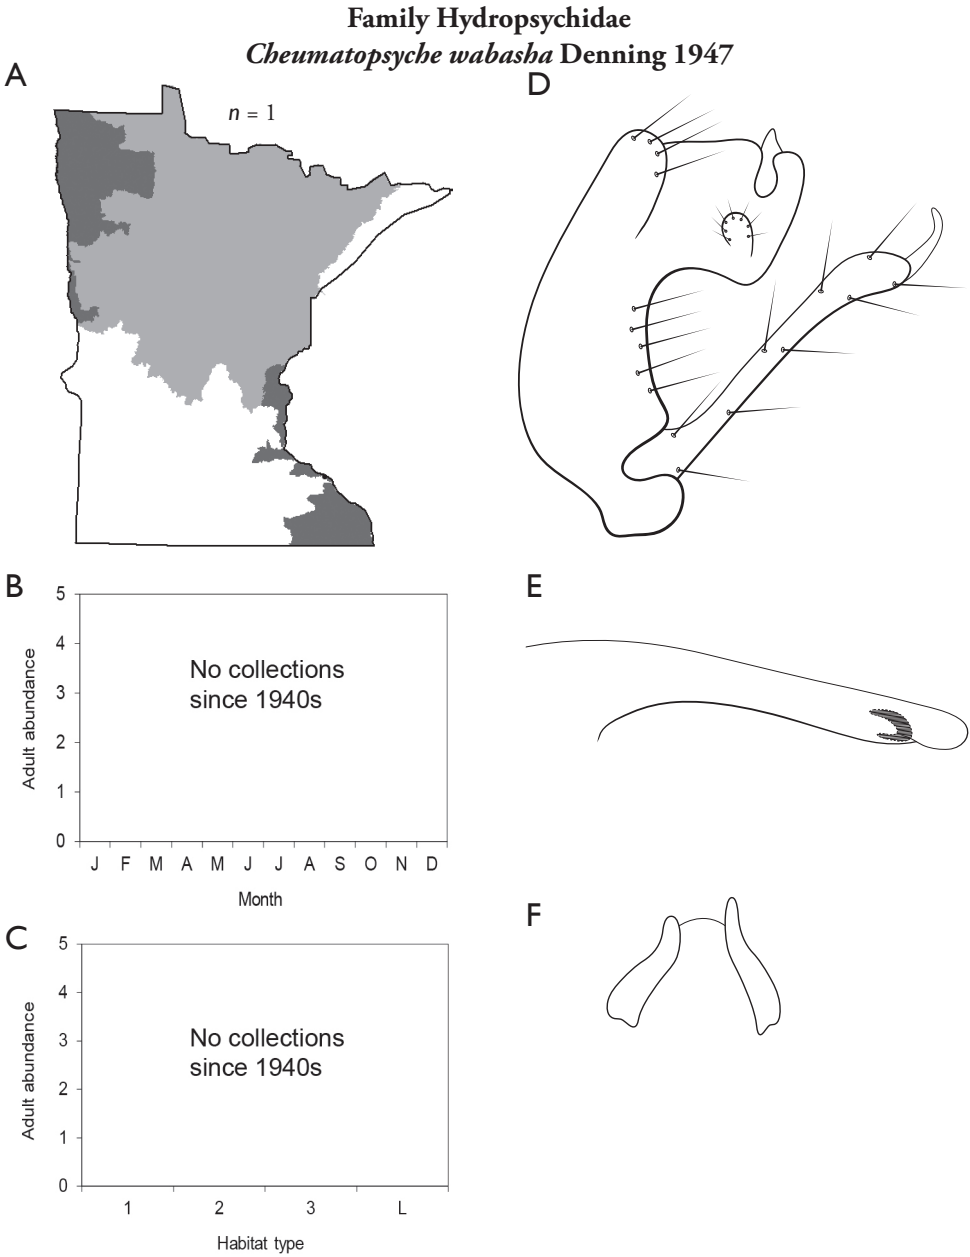 Family Hydropsychidae
Cheumatopsyche wabasha Denning 1947
A
n = 1
D
B
5
4
3
2
1
0
Adult abundance
No collections
since 1940s
J F M A M J J A S O N D
Month
E
C
5
4
3
2
1
0
Adult abundance
No collections
since 1940s
1 2 3 L
Habitat type
F